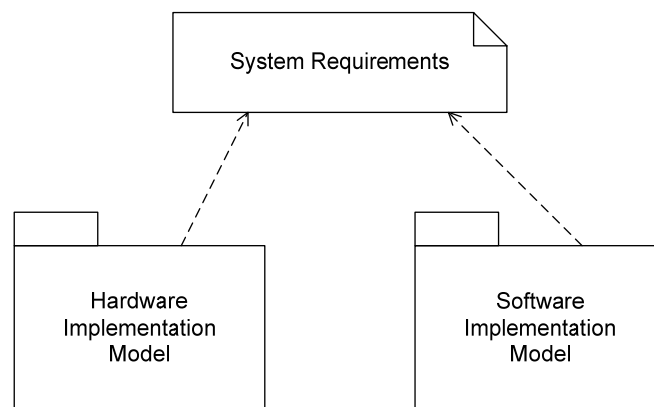 System Requirements
Hardware
Implementation
Model
Software
Implementation
Model